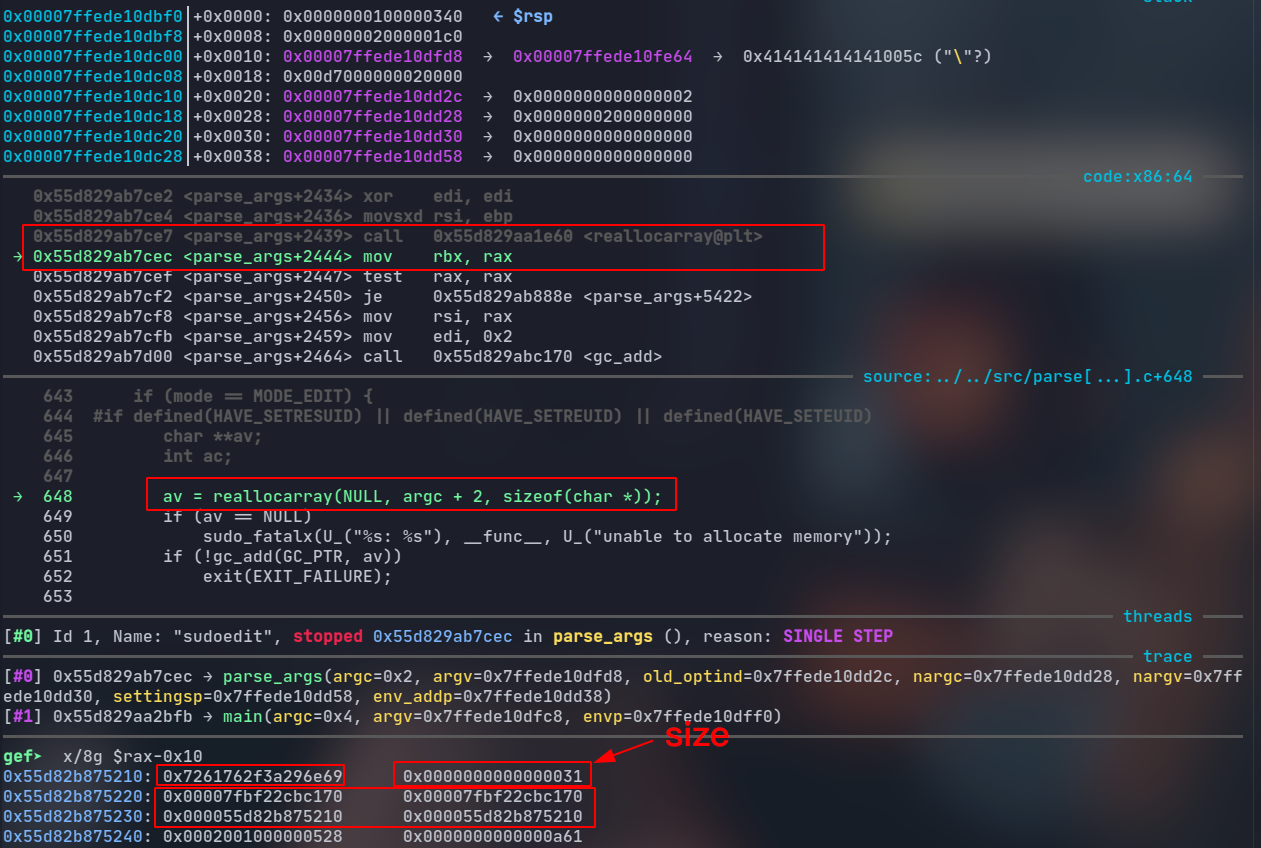 0x00007ffede10dbf0│+0x0000: 0x0000000100000340   ← $rsp
0x00007ffede10dbf8│+0x0008: 0x00000002000001c0
0x00007ffede10dc00│+0x0010: 0x00007ffede10dfd8  →  0x00007ffede10fe64  →  0x414141414141005c ("\"?)
0x00007ffede10dc08│+0x0018: 0x00d7000000020000
0x00007ffede10dc10│+0x0020: 0x00007ffede10dd2c  →  0x0000000000000002
0x00007ffede10dc18│+0x0028: 0x00007ffede10dd28  →  0x0000000200000000
0x00007ffede10dc20│+0x0030: 0x00007ffede10dd30  →  0x0000000000000000
0x00007ffede10dc28│+0x0038: 0x00007ffede10dd58  →  0x0000000000000000
code:x86:64
0x55d829ab7ce2 <parse_args+2434> xor    edi, edi
0x55d829ab7ce4 <parse_args+2436> movsxd rsi, ebp
0x55d829ab7ce7 <parse_args+2439> call   0x55d829aa1e60 <reallocarray@plt>
→ 0x55d829ab7cec <parse_args+2444> mov    rbx, rax
0x55d829ab7cef <parse_args+2447> test   rax, rax
0x55d829ab7cf2 <parse_args+2450> je     0x55d829ab888e <parse_args+5422>
0x55d829ab7cf8 <parse_args+2456> mov    rsi, rax
0x55d829ab7cfb <parse_args+2459> mov    edi, 0x2
0x55d829ab7d00 <parse_args+2464> call   0x55d829abc170 <gc_add>
source:../../src/parse[...].c+648
643      if (mode == MODE_EDIT) {
644  #if defined(HAVE_SETRESUID) || defined(HAVE_SETREUID) || defined(HAVE_SETEUID)
645         char **av;
646         int ac;
647
→ 648         av = reallocarray(NULL, argc + 2, sizeof(char *));
649         if (av == NULL)
650             sudo_fatalx(U_("%s: %s"), __func__, U_("unable to allocate memory"));
651         if (!gc_add(GC_PTR, av))
652             exit(EXIT_FAILURE);
653
threads
[#0] Id 1, Name: "sudoedit", stopped 0x55d829ab7cec in parse_args (), reason: SINGLE STEP
trace
[#0] 0x55d829ab7cec → parse_args(argc=0x2, argv=0x7ffede10dfd8, old_optind=0x7ffede10dd2c, nargc=0x7ffede10dd28, nargv=0x7ff
ede10dd30, settingsp=0x7ffede10dd58, env_addp=0x7ffede10dd38)
[#1] 0x55d829aa2bfb → main(argc=0x4, argv=0x7ffede10dfc8, envp=0x7ffede10dff0)
size
gef➤  x/8g $rax-0x10
0x55d82b875210: 0x7261762f3a296e69      0x0000000000000031
0x55d82b875220: 0x00007fbf22cbc170      0x00007fbf22cbc170
0x55d82b875230: 0x000055d82b875210      0x000055d82b875210
0x55d82b875240: 0x0002001000000528      0x0000000000000a61